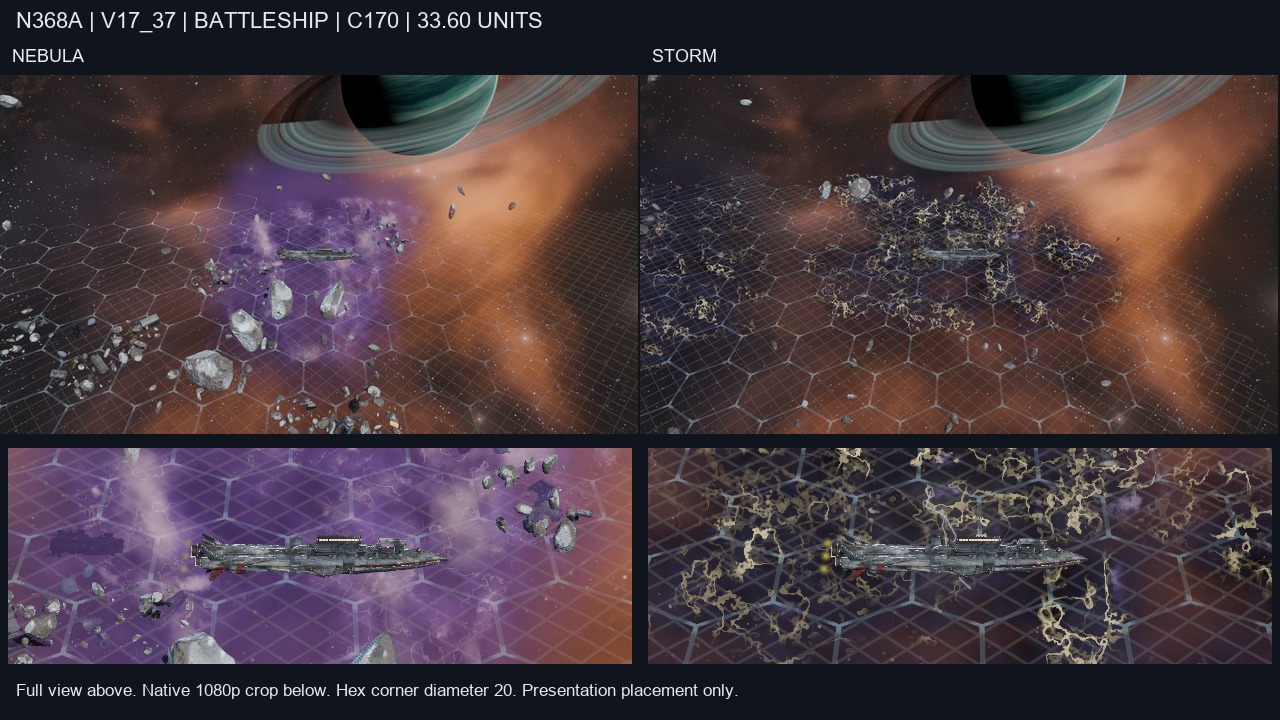 N368A | V17_37 | BATTLESHIP | C170 | 33.60 UNITS
NEBULA
STORM
Full view above. Native 1080p crop below. Hex corner diameter 20. Presentation placement only.